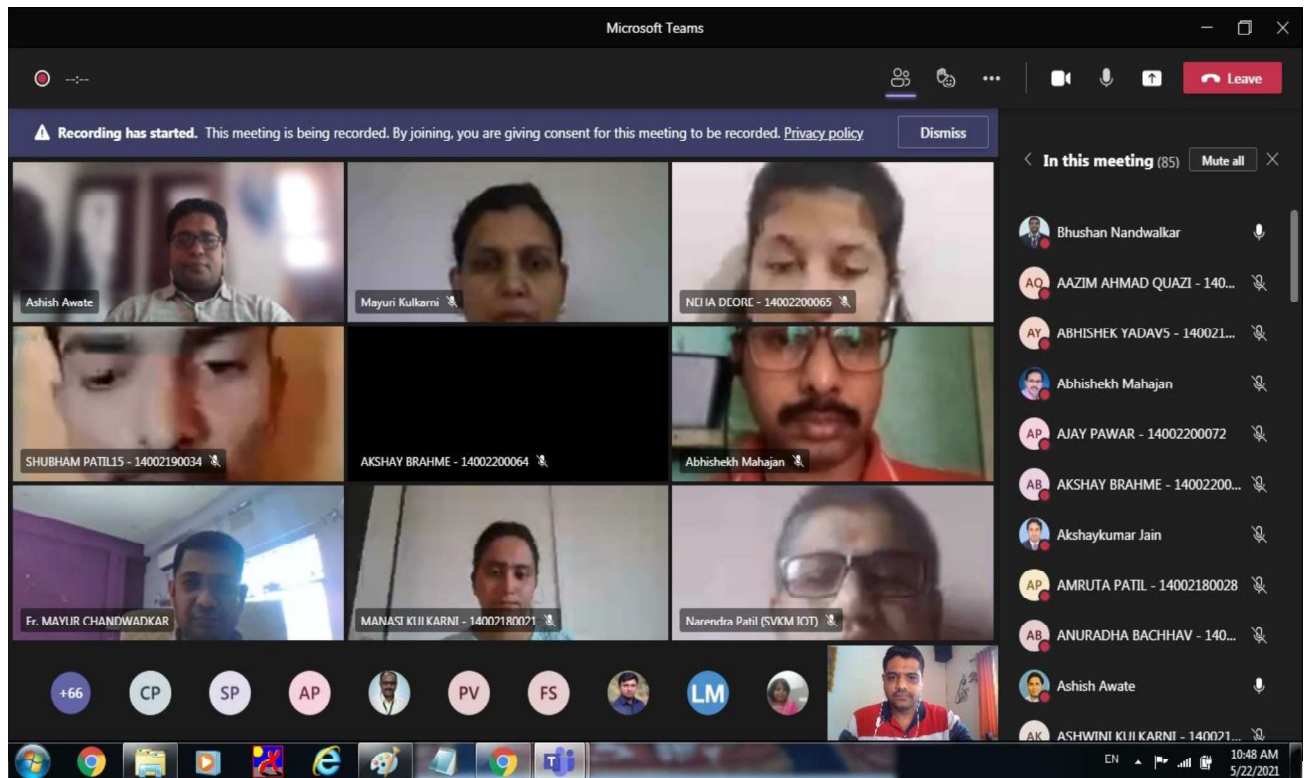 Microsoft Teams
--:--
Leave
Recording has started. This meeting is being recorded. By joining, you are giving consent for this meeting to be recorded. Privacy policy
Dismiss
In this meeting (85)
Mute all
Ashish Awate
Mayuri Kulkarni
NEHA DEORE - 14002200065
SHUBHAM PATIL15 - 14002190034
AKSHAY BRAHME - 14002200064
Abhishekh Mahajan
Er. MAYUR CHANDWADKAR
MANASI KULKARNI - 14002180021
Narendra Patil (SVKM IOT)
+66
CP
SP
AP
PV
FS
LM
Bhushan Nandwalkar
AQ
AAZIM AHMAD QUAZI - 140...
AY
ABHISHEK YADAV5 - 140021...
Abhishekh Mahajan
AP
AJAY PAWAR - 14002200072
AB
AKSHAY BRAHME - 14002200...
Akshaykumar Jain
AP
AMRUTA PATIL - 14002180028
AB
ANURADHA BACHHAV - 140...
Ashish Awate
AK
ASHWINI KULKARNI - 140021...
EN
10:48 AM
5/22/2021